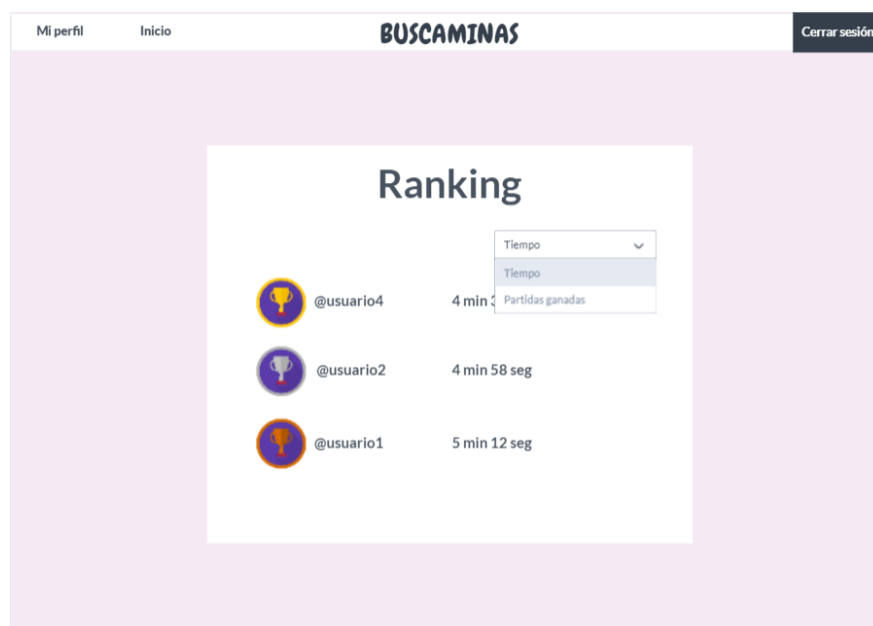 Mi perfil Inicio BUSCAMINAS Cerrar sesión
Ranking
Tiempo
Tiempo
Partidas ganadas
@usuario4 4 min
@usuario2 4 min 58 seg
@usuario1 5 min 12 seg